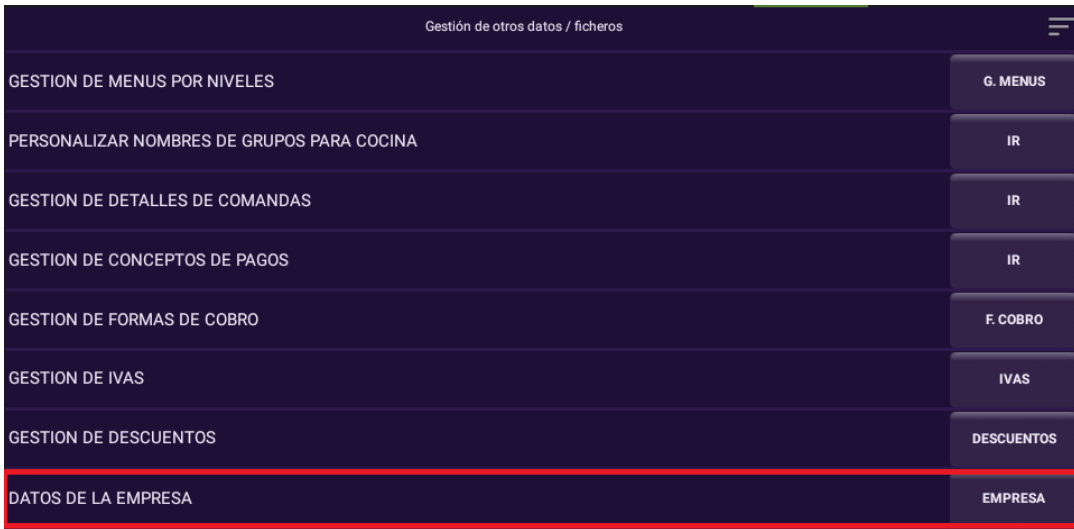 Gestión de otros datos / ficheros
GESTION DE MENUS POR NIVELES G. MENUS
PERSONALIZAR NOMBRES DE GRUPOS PARA COCINA IR
GESTION DE DETALLES DE COMANDAS IR
GESTION DE CONCEPTOS DE PAGOS IR
GESTION DE FORMAS DE COBRO F. COBRO
GESTION DE IVAS IVAS
GESTION DE DESCUENTOS DESCUENTOS
DATOS DE LA EMPRESA EMPRESA